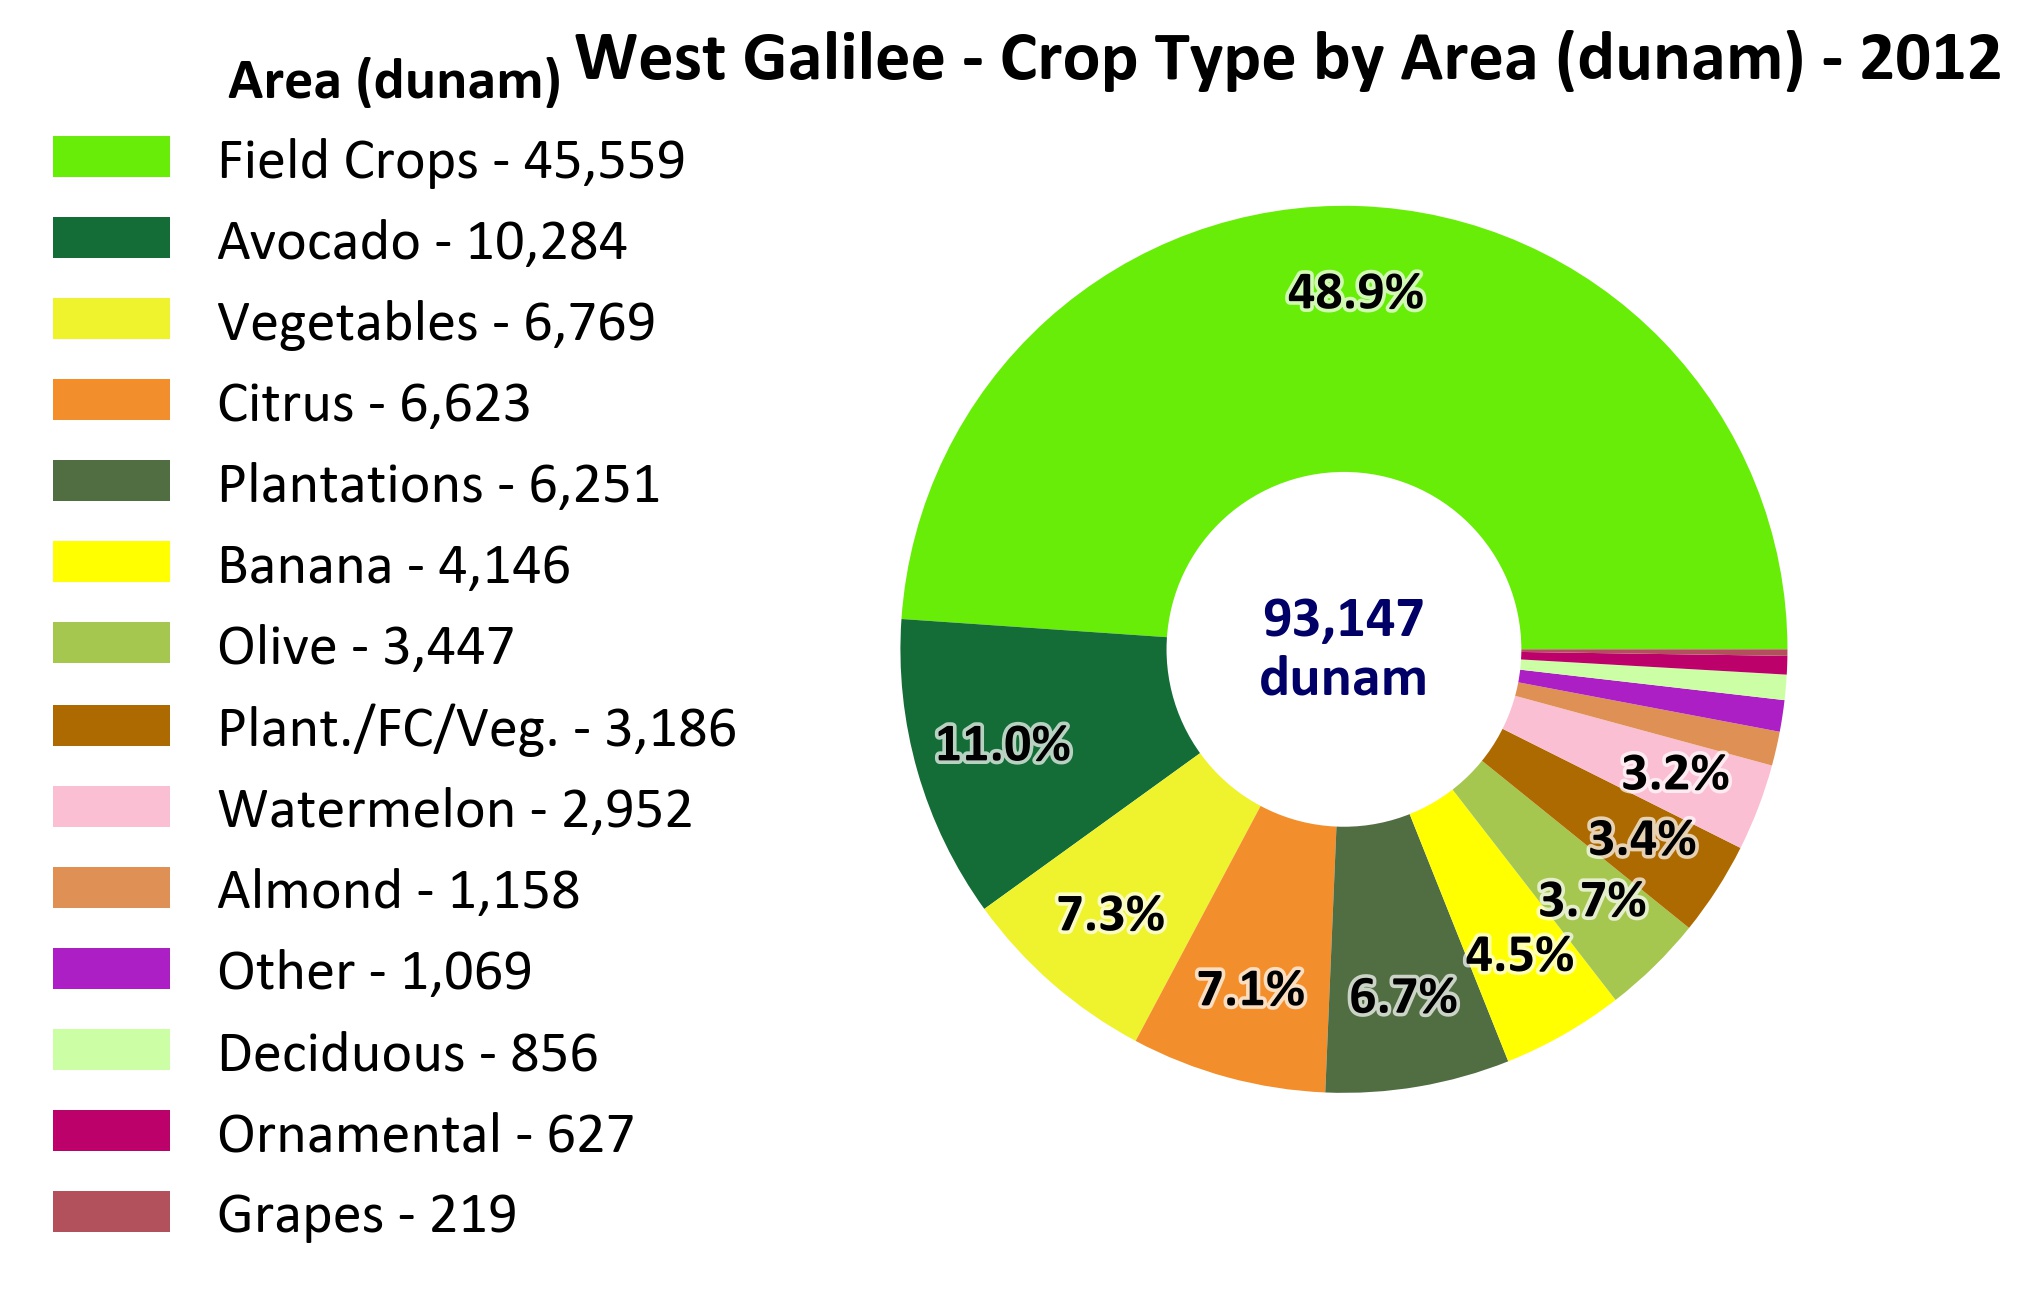 West Galilee - Crop Type by Area (dunam) - 2012
Area (dunam)
Field Crops - 45,559
Avocado - 10,284
Vegetables - 6,769
Citrus - 6,623
Plantations - 6,251
Banana - 4,146
Olive - 3,447
Plant./FC/Veg. - 3,186
Watermelon - 2,952
Almond - 1,158
Other - 1,069
Deciduous - 856
Ornamental - 627
Grapes - 219
48.9%
11.0%
7.3%
7.1%
6.7%
4.5%
3.7%
3.4%
3.2%
93,147
dunam